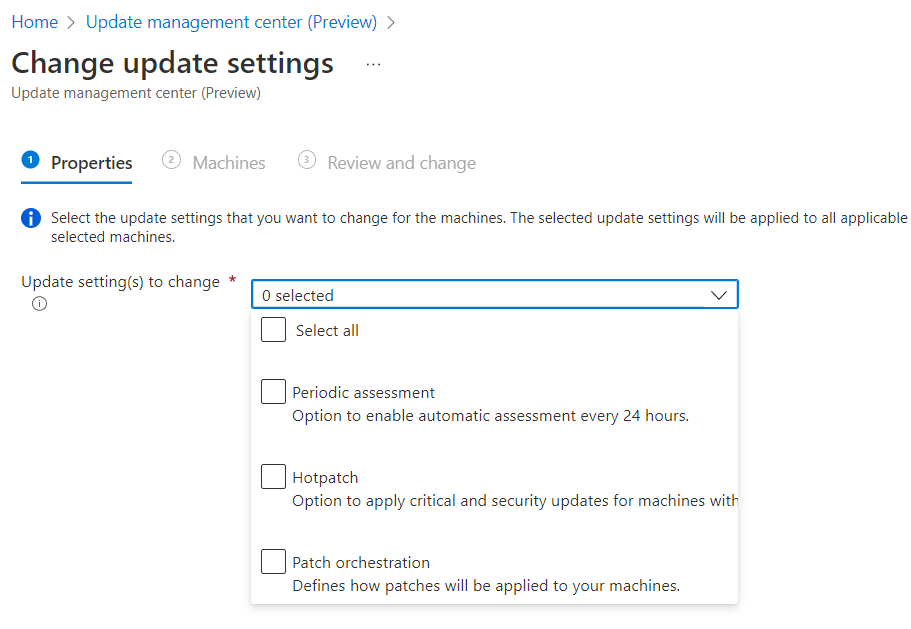 Home > Update management center (Preview) >
Change update settings ...
Update management center (Preview)
1 Properties 2 Machines 3 Review and change
Select the update settings that you want to change for the machines. The selected update settings will be applied to all applicable
selected machines.
Update setting(s) to change *
0 selected
Select all
Periodic assessment
Option to enable automatic assessment every 24 hours.
Hotpatch
Option to apply critical and security updates for machines with
Patch orchestration
Defines how patches will be applied to your machines.